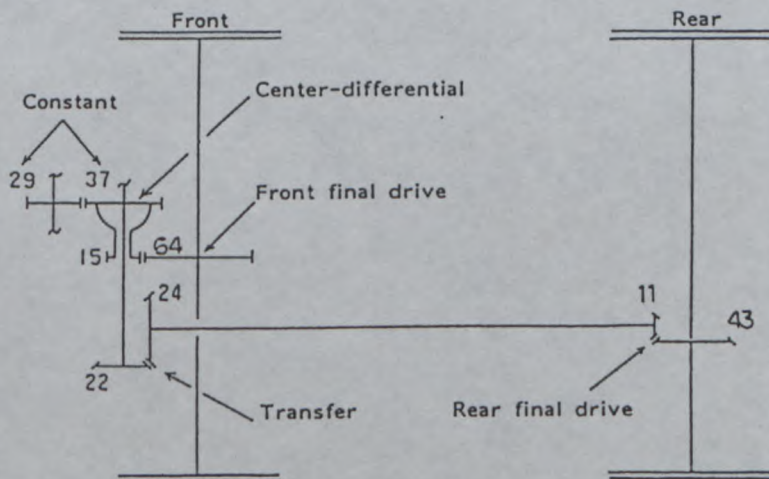 Front
Rear
Center-differential
Constant
29
37
Front final drive
15
64
24
11
43
22
Transfer
Rear final drive